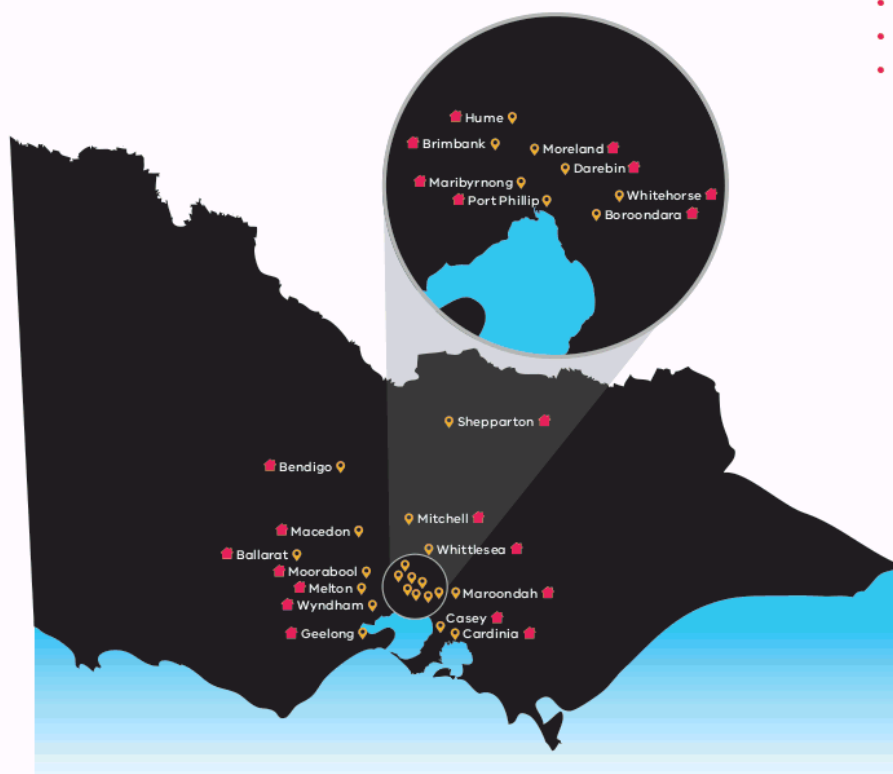 Hume
Brimbank
Moreland
Darebin
Maribyrnong
Whitehorse
Port Phillip
Boroondara
Shepparton
Bendigo
Mitchell
Macedon
Whittlesea
Ballarat
Moorabool
Melton
Maroondah
Wyndham
Casey
Geelong
Cardinia